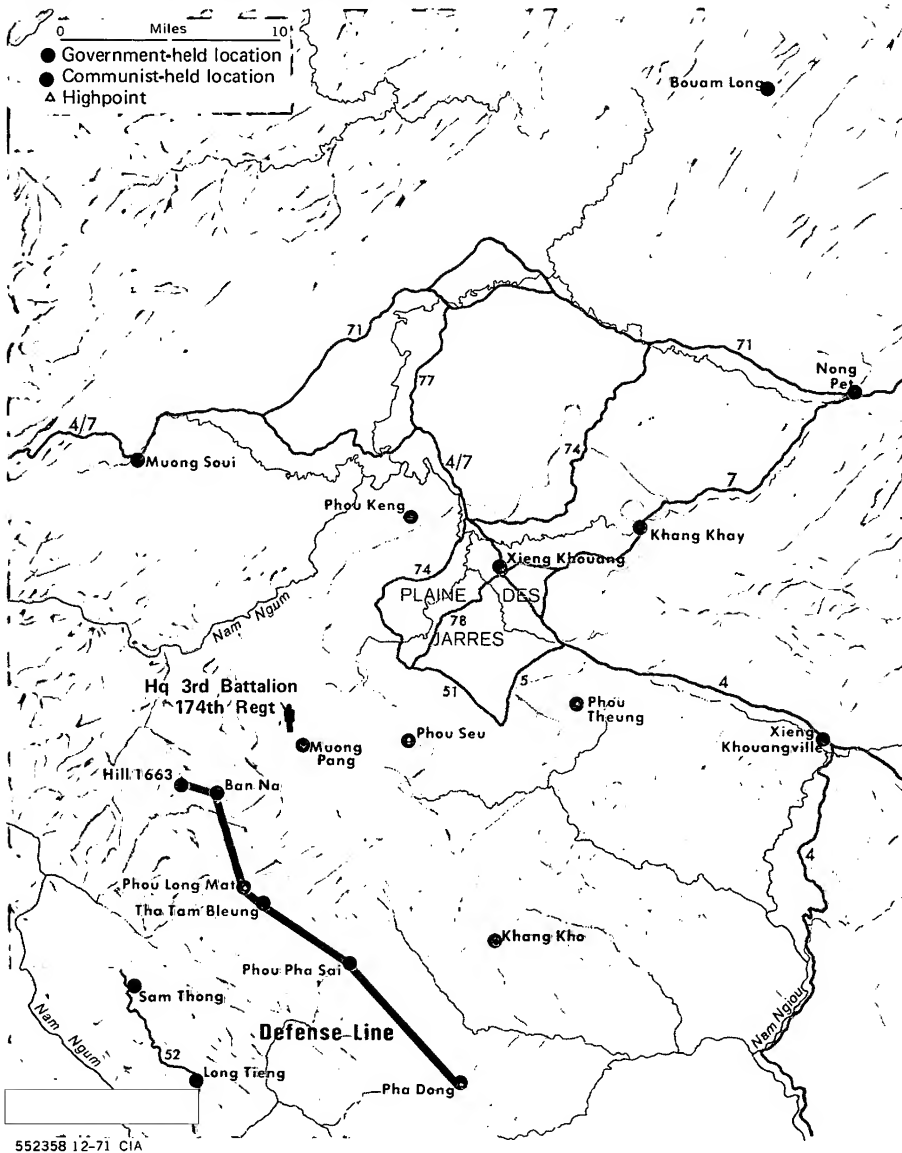 0 Miles 10
Government-held location
Communist-held location
Highpoint
Bouam Long
71
71
77
Nong
Pet
4/7
Muong Soui
4/7
74
7
Phou Keng
Khang Khay
Xieng Khouang
74
PLAINE DES
78
JARRES
Nam Ngum
51
5
4
Hq 3rd Battalion
174th Regt
Phou
Theung
Muong
Pang
Phou Seu
Xieng
Khouangville
Hill 1663
Ban Na
4
Phou Long Mat
Tha Tam Bleung
Khang Kho
Phou Pha Sai
Sam Thong
Nam Ngum
Defense Line
Nam Ngiou
52
Long Tieng
Pha Dong
552358 12-71 CIA